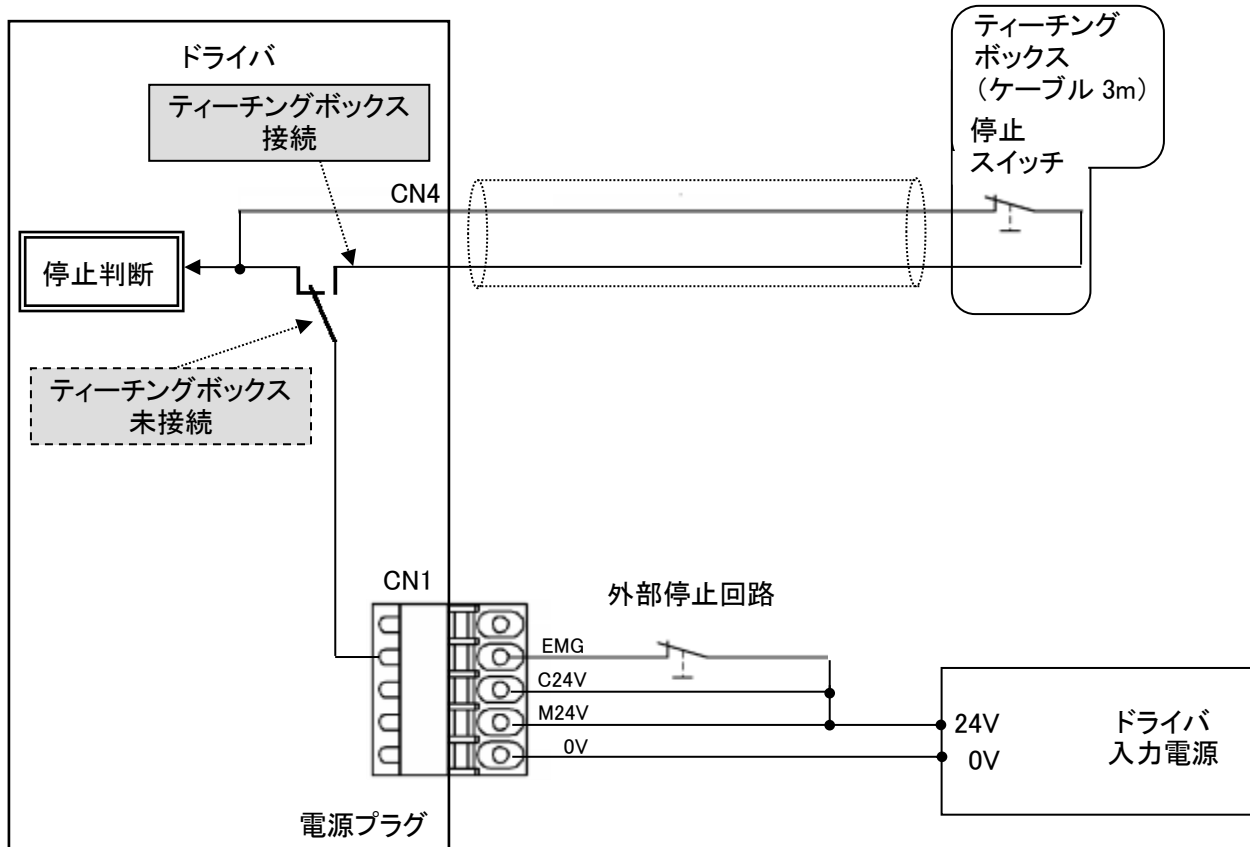 ドライバ
ティーチングボックス
接続
ティーチング
ボックス
（ケーブル 3m）
停止
スイッチ
CN4
停止判断
ティーチングボックス
未接続
CN1
外部停止回路
EMG
C24V
M24V
0V
24V
0V
ドライバ
入力電源
電源プラグ